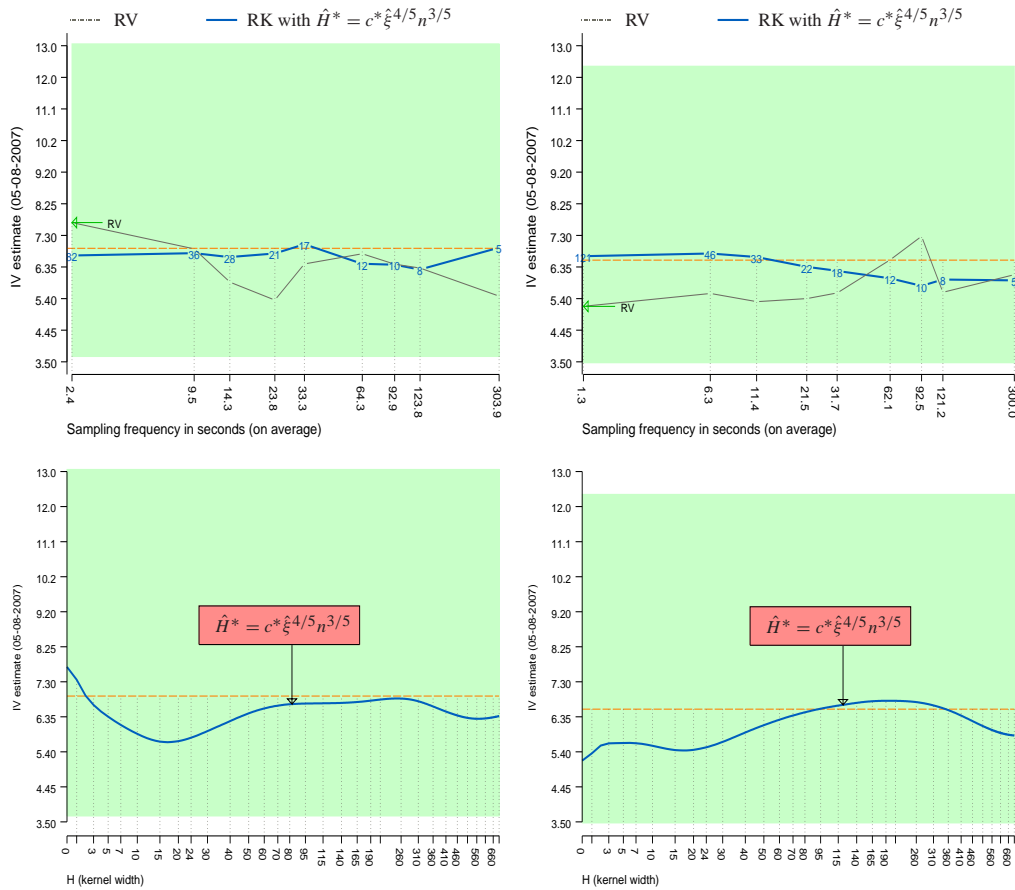 RV RK with Ĥ* = c*ξ̂^4/5 n^3/5 RV RK with Ĥ* = c*ξ̂^4/5 n^3/5
IV estimate (05-08-2007)
13.0
12.0
11.1
10.2
9.20
8.25
7.30
6.35
5.40
4.45
3.50
RV
82 36 28 21 17 12 10 8 5
2.4 9.5 14.3 23.8 33.3 64.3 92.9 123.8 303.9
Sampling frequency in seconds (on average)
IV estimate (05-08-2007)
13.0
12.0
11.1
10.2
9.20
8.25
7.30
6.35
5.40
4.45
3.50
RV
121 46 33 22 18 12 10 8 5
1.3 6.3 11.4 21.5 31.7 62.1 92.5 121.2 300.0
Sampling frequency in seconds (on average)
IV estimate (05-08-2007)
13.0
12.0
11.1
10.2
9.20
8.25
7.30
6.35
5.40
4.45
3.50
Ĥ* = c*ξ̂^4/5 n^3/5
0 3 5 7 10 15 20 24 30 40 50 60 70 80 95 115 140 165 190 260 310 360 410 460 560 660
H (kernel width)
IV estimate (05-08-2007)
13.0
12.0
11.1
10.2
9.20
8.25
7.30
6.35
5.40
4.45
3.50
Ĥ* = c*ξ̂^4/5 n^3/5
0 3 5 7 10 15 20 24 30 40 50 60 70 80 95 115 140 165 190 260 310 360 410 460 560 660
H (kernel width)